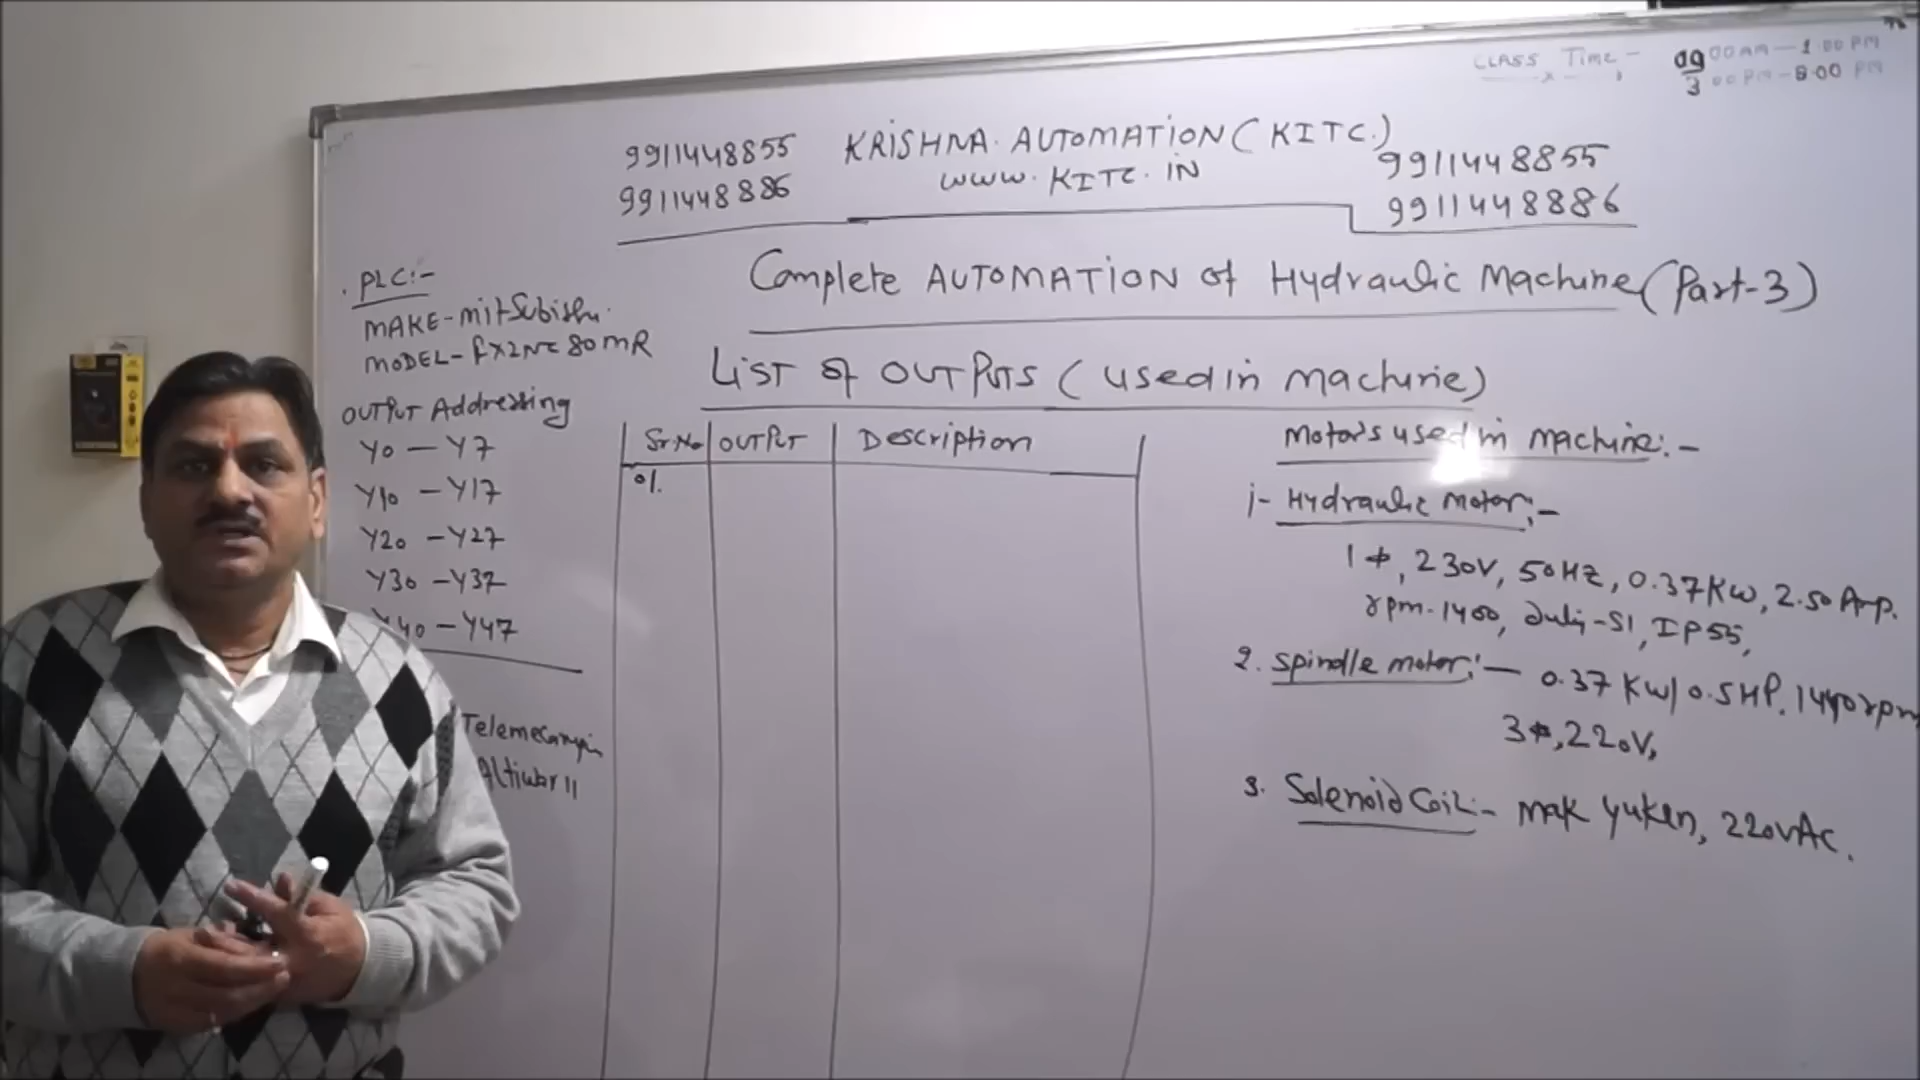 CLASS Time - 09 00 AM - 1.00 PM
3 00 PM - 8.00 PM
9911448855 KRISHNA. AUTOMATION (KITC.) 9911448855
9911448886 WWW. KITC. IN 9911448886
Complete AUTOMATION of Hydraulic Machine (Part-3)
PLC:-
MAKE - mitsubishi.
MODEL - FX2NC 80MR
OUTPUT Addressing
Y0 - Y7
Y10 - Y17
Y20 - Y27
Y30 - Y37
Y40 - Y47
Altivar 11
LIST of OUTPUTS (used in machine)
Sr.No OUTPUT Description
01.
Motors used in machine:-
1- Hydraulic motor:-
1 ϕ, 230V, 50HZ, 0.37Kw, 2.50 Amp.
rpm-1400, duty-S1, IP55,
2. spindle motor:- 0.37 Kw/0.5HP. 1440rpm
3ϕ, 220V,
3. Solenoid Coil:- mak yuken, 220VAC.